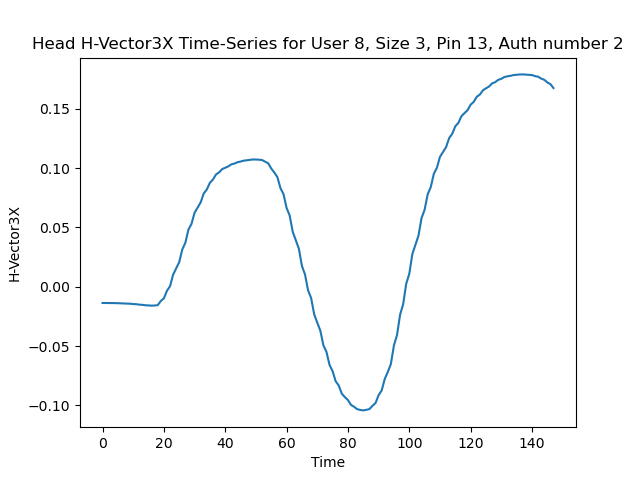 Head H-Vector3X Time-Series for User 8, Size 3, Pin 13, Auth number 2
0.15
0.10
0.05
0.00
−0.05
−0.10
H-Vector3X
0 20 40 60 80 100 120 140
Time